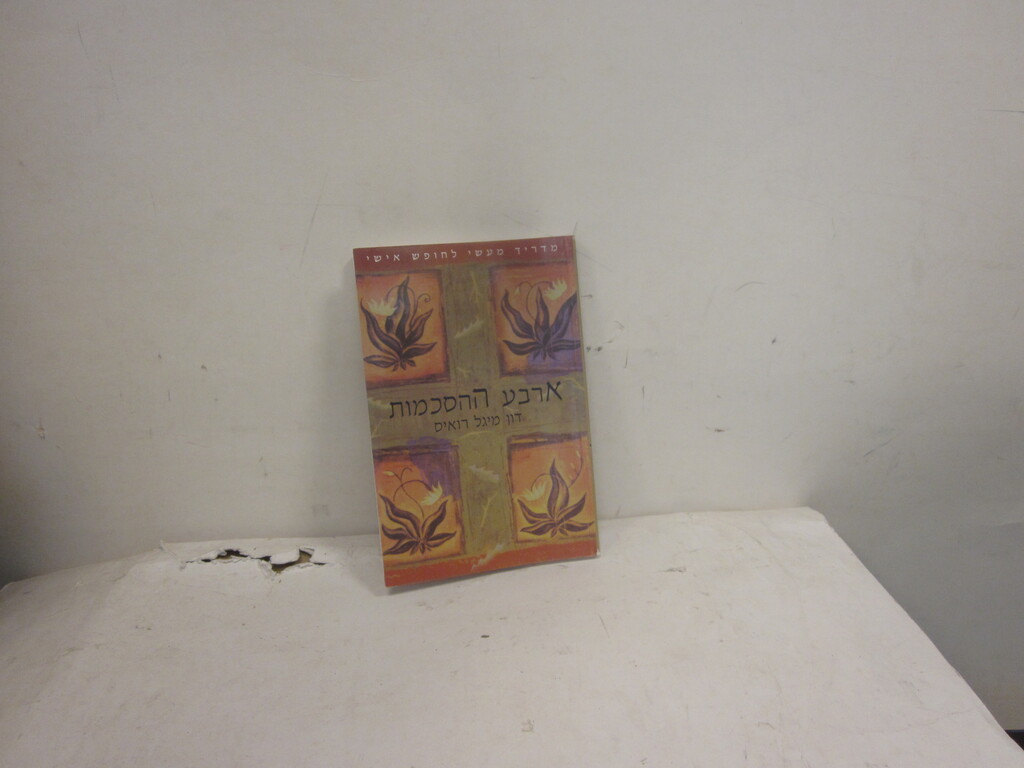 מדריך מעשי לחופש אישי
ארבע ההסכמות
דון מיגל רואיס